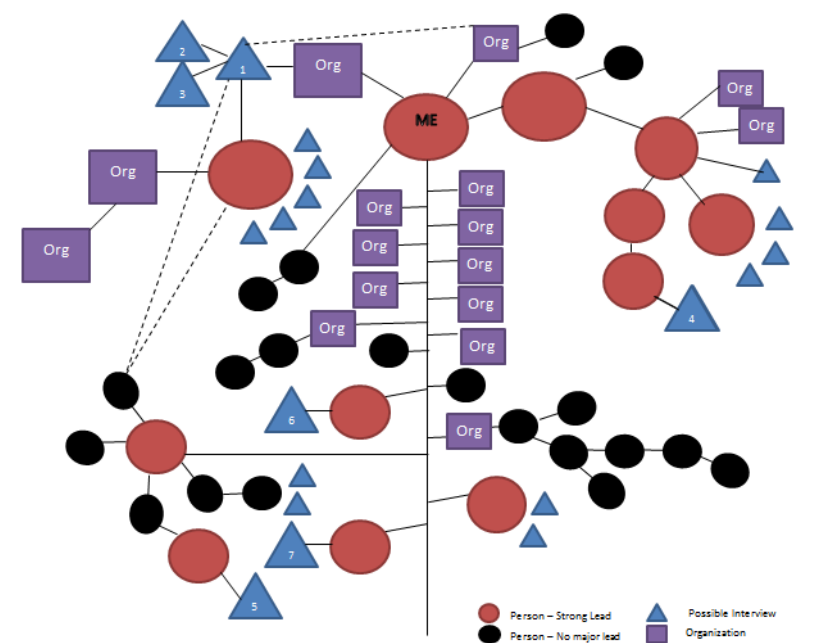 2
1
3
Org
Org
ME
Org
Org
Org
Org
Org
Org
Org
Org
Org
Org
Org
Org
4
Org
Org
6
Org
7
5
Person – Strong Lead
Possible Interview
Person – No major lead
Organization